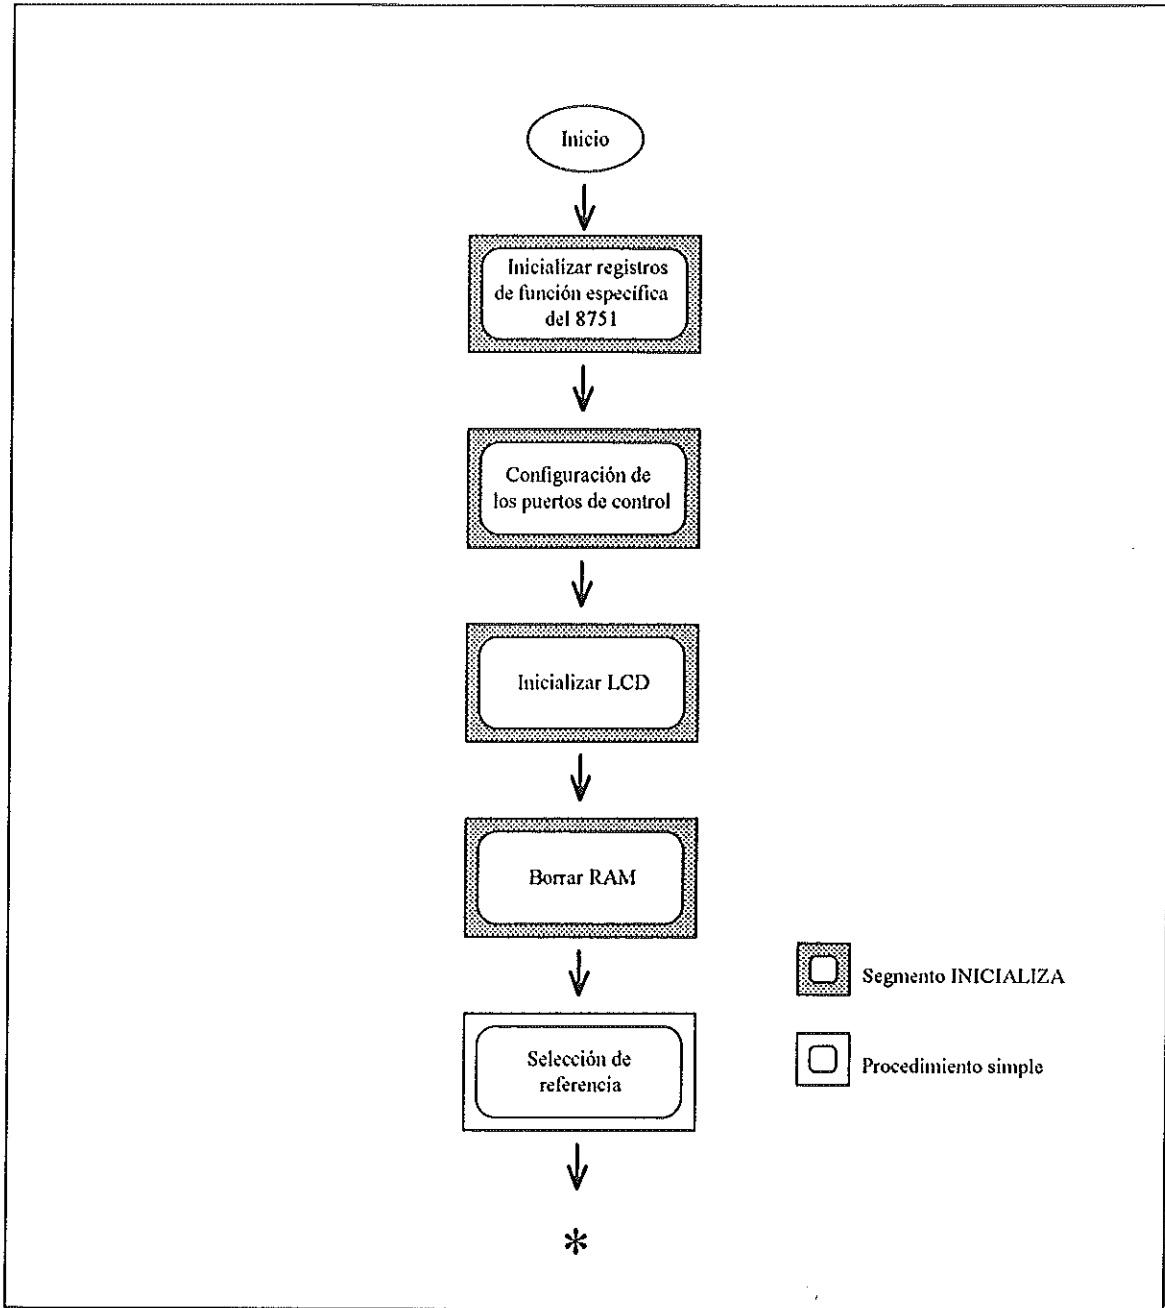 Inicio
Inicializar registros
de función específica
del 8751
Configuración de
los puertos de control
Inicializar LCD
Borrar RAM
Segmento INICIALIZA
Selección de
referencia
Procedimiento simple
*